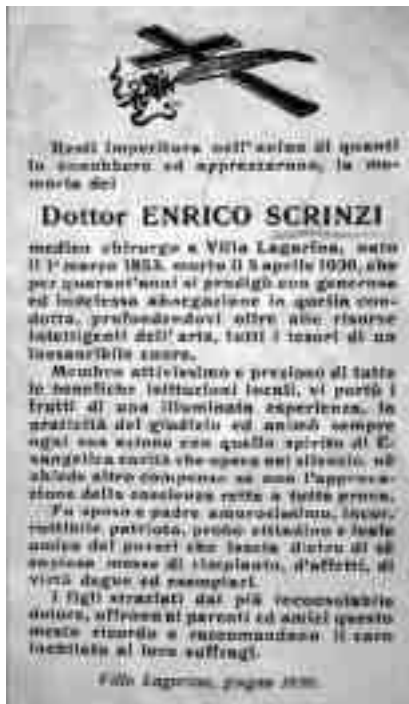 Resti imperitura nell'anima di quanti
lo conobbero ed apprezzarono, la me-
moria del
Dottor ENRICO SCRINZI
medico chirurgo a Villa Lagarina, nato
il 1º marzo 1853, morto il 5 aprile 1930, che
per quarant'anni si prodigò con generosa
ed indefessa abnegazione in quella con-
dotta, profondendovi oltre alle risorse
intelligenti dell'arte, tutti i tesori di un
inesauribile cuore.
Membro attivissimo e prezioso di tutte
le benefiche istituzioni locali, vi portò i
frutti di una illuminata esperienza, la
praticità del giudizio ed animò sempre
ogni sua azione con quello spirito di E-
vangelica carità che opera nel silenzio, nè
chiede altro compenso se non l'approva-
zione della coscienza retta a tutta prova.
Fu sposo e padre amorosissimo, incor-
ruttibile patriota, probo cittadino e leale
amico dei poveri che lascia dietro di sè
messe di rimpianto, d'affetti, di
virtù degne ed esemplari.
I figli straziati dal più inconsolabile
dolore, offrono ai parenti ed amici questo
mesto ricordo e raccomandano il caro
ai loro suffragi.
Villa Lagarina, giugno 1930.